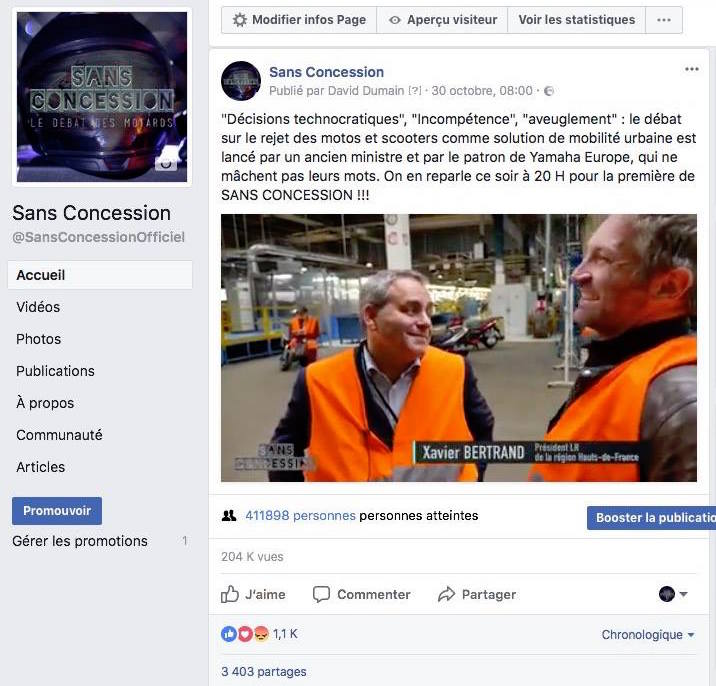 SANS
CONCESSION
LE DÉBAT DES MOTARDS
Sans Concession
@SansConcessionOfficiel
Accueil
Vidéos
Photos
Publications
À propos
Communauté
Articles
Promouvoir
Gérer les promotions 1
Modifier infos Page
Aperçu visiteur
Voir les statistiques
Sans Concession
Publié par David Dumain [?] · 30 octobre, 08:00 ·
"Décisions technocratiques", "Incompétence", "aveuglement" : le débat
sur le rejet des motos et scooters comme solution de mobilité urbaine est
lancé par un ancien ministre et par le patron de Yamaha Europe, qui ne
mâchent pas leurs mots. On en reparle ce soir à 20 H pour la première de
SANS CONCESSION !!!
SANS
CONCESSION
Xavier BERTRAND
Président LR
de la région Hauts-de-France
411898 personnes personnes atteintes
Booster la publicatio
204 K vues
J'aime
Commenter
Partager
1,1 K
Chronologique
3 403 partages